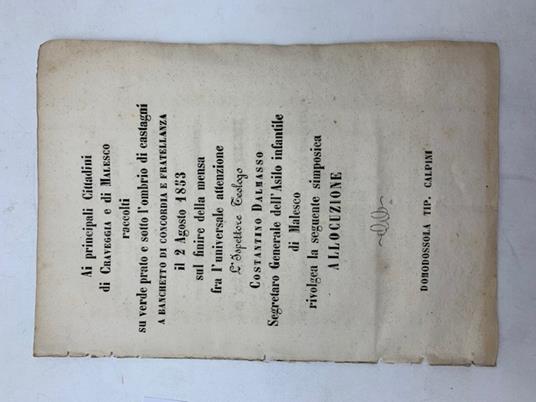 Ai principali Cittadini
di CRAVEGGIA e di MALESCO
raccolti
su verde prato e sotto l'ombrio di castagni
A BANCHETTO DI CONCORDIA E FRATELLANZA
il 2 Agosto 1853
sul finire della mensa
fra l'universale attenzione
L'Ispettore Teologo
COSTANTINO DALMASSO
Segretaro Generale dell'Asilo infantile
di Malesco
rivolgea la seguente simposica
ALLOCUZIONE
DOMODOSSOLA TIP. CALPINI